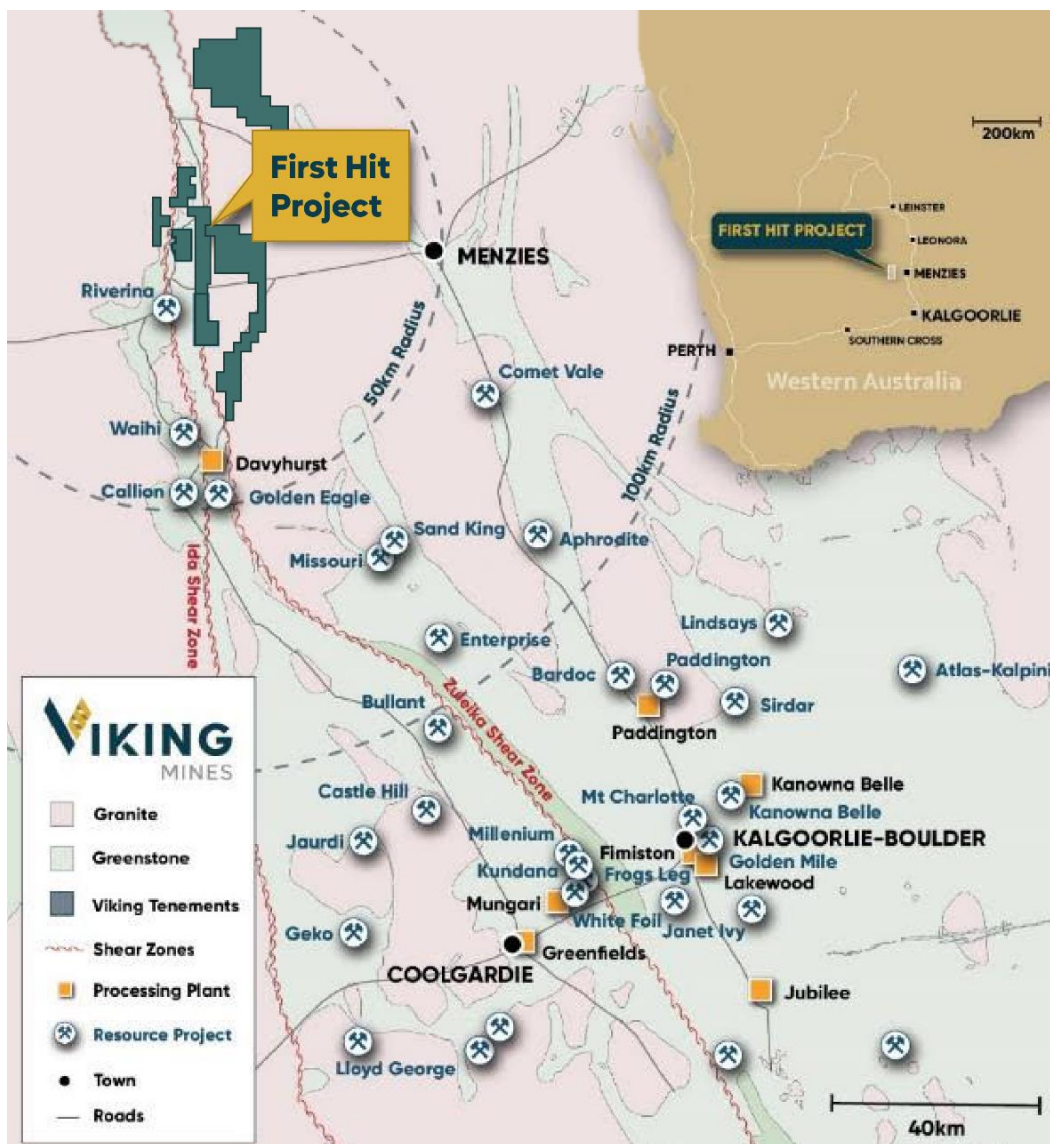 First Hit
Project
200km
LEINSTER
FIRST HIT PROJECT
LEONORA
MENZIES
KALGOORLIE
SOUTHERN CROSS
PERTH
Western Australia
MENZIES
Riverina
50km Radius
Comet Vale
100km Radius
Waihi
Davyhurst
Callion
Golden Eagle
Sand King
Aphrodite
Missouri
Ida Shear Zone
Lindsays
Enterprise
Bardoc
Paddington
Atlas-Kalpini
Zuleika Shear Zone
Bullant
Sirdar
Paddington
Castle Hill
Mt Charlotte
Kanowna Belle
Kanowna Belle
Jaurdi
Millenium
Fimiston
KALGOORLIE-BOULDER
Kundana
Frogs Leg
Golden Mile
Lakewood
Mungari
White Foil
Janet Ivy
Geko
Greenfields
COOLGARDIE
Jubilee
Lloyd George
40km
VIKING
MINES
Granite
Greenstone
Viking Tenements
Shear Zones
Processing Plant
Resource Project
Town
Roads